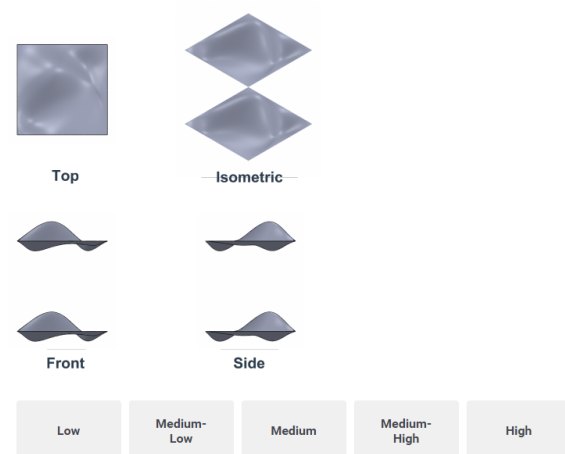 Top
Isometric
Front
Side
Low
Medium-
Low
Medium
Medium-
High
High